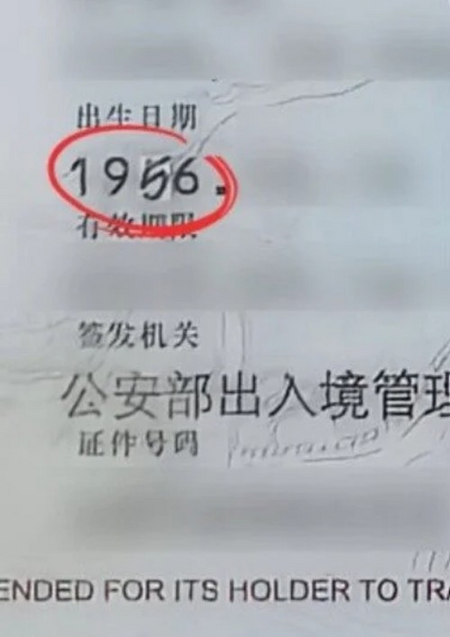 出生日期
1956.
有效期限
签发机关
公安部出入境管理
证件号码
ENDED FOR ITS HOLDER TO TRA